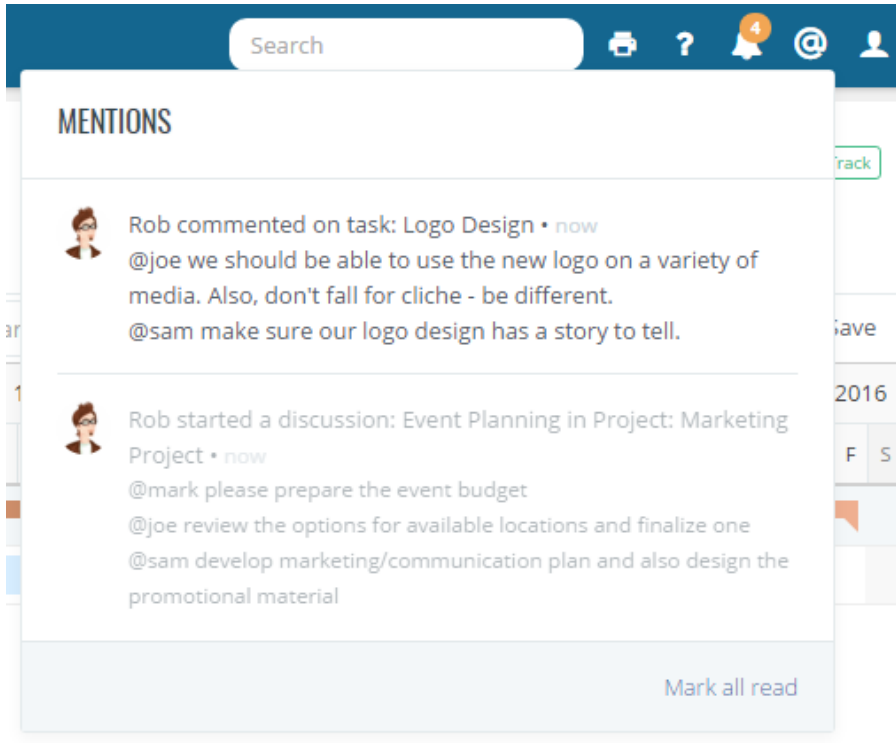 Search
4
MENTIONS
Track
Rob commented on task: Logo Design • now
@joe we should be able to use the new logo on a variety of
media. Also, don't fall for cliche - be different.
@sam make sure our logo design has a story to tell.
Save
2016
Rob started a discussion: Event Planning in Project: Marketing
Project • now
F S
@mark please prepare the event budget
@joe review the options for available locations and finalize one
@sam develop marketing/communication plan and also design the
promotional material
Mark all read